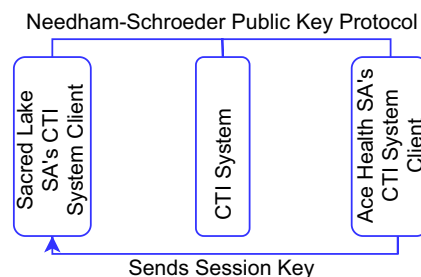 Needham-Schroeder Public Key Protocol
Sacred Lake
SA's CTI
System Client
CTI System
Ace Health SA's
CTI System
Client
Sends Session Key